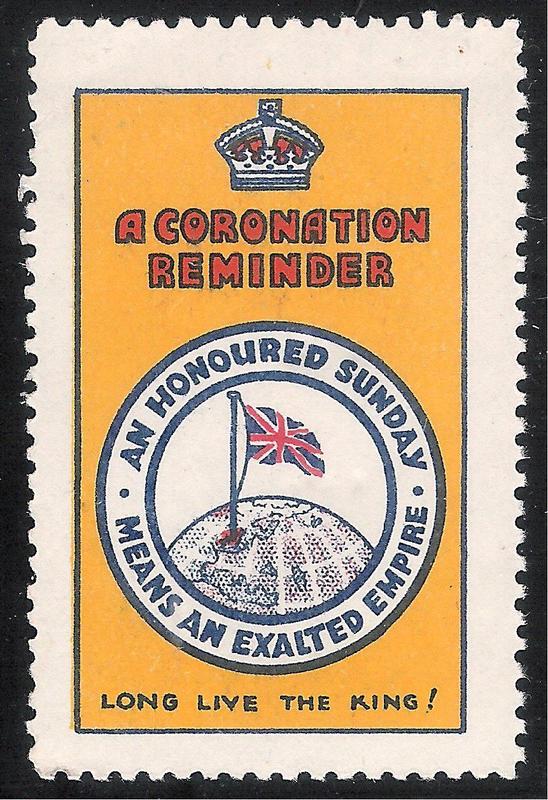 A CORONATION
REMINDER
AN HONOURED SUNDAY
• MEANS AN EXALTED EMPIRE •
LONG LIVE THE KING!